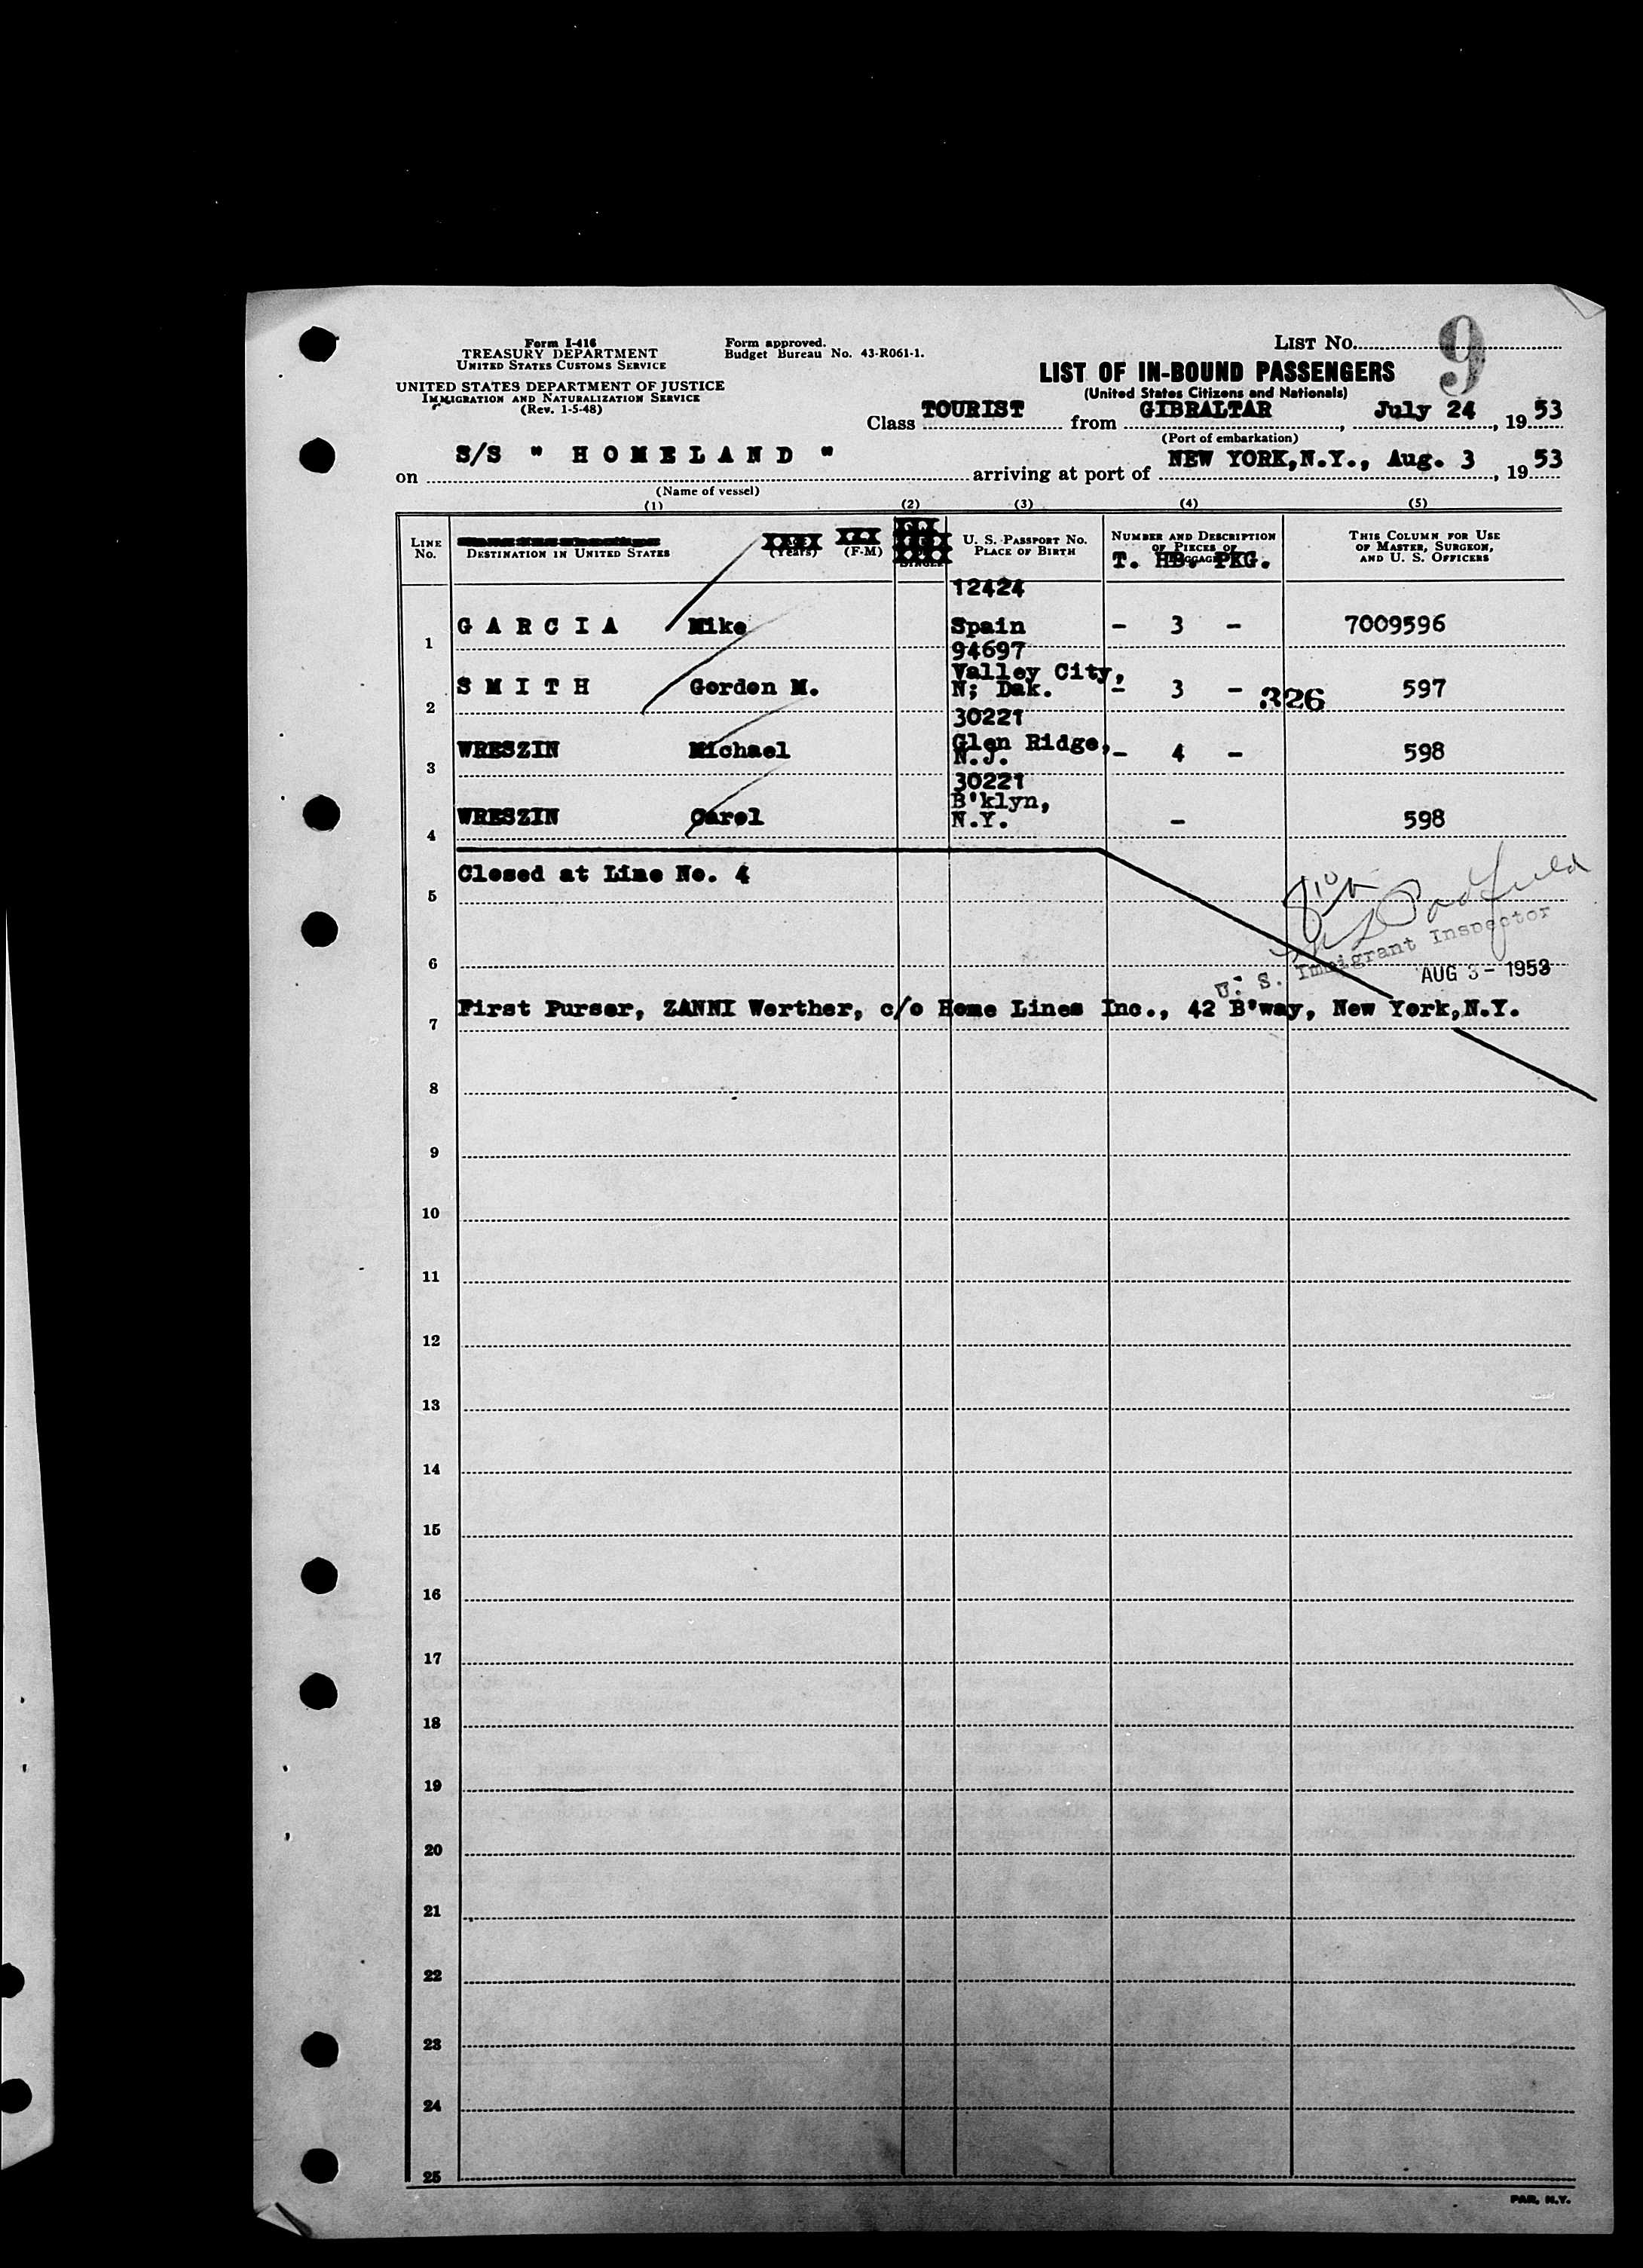 Form I-416
TREASURY DEPARTMENT
UNITED STATES CUSTOMS SERVICE
UNITED STATES DEPARTMENT OF JUSTICE
IMMIGRATION AND NATURALIZATION SERVICE
(Rev. 1-5-48)
Form approved.
Budget Bureau No. 43-R061-1.
LIST NO. 9
LIST OF IN-BOUND PASSENGERS
(United States Citizens and Nationals)
Class TOURIST from GIBRALTAR, July 24, 1953
(Port of embarkation)
on S/S " HOMELAND " arriving at port of NEW YORK,N.Y., Aug. 3, 1953
(Name of vessel)
(1) (2) (3) (4) (5)
LINE NO.
DESTINATION IN UNITED STATES (Years) (F-M)
U. S. PASSPORT NO.
PLACE OF BIRTH
NUMBER AND DESCRIPTION
OF PIECES OF
T. HB. PKG.
THIS COLUMN FOR USE
OF MASTER, SURGEON,
AND U. S. OFFICERS
12424
1 GARCIA Mike Spain - 3 - 7009596
94697
Valley City,
2 SMITH Gordon M. N; Dak. - 3 - 326 597
30221
Glen Ridge,
3 WRESZIN Michael N.J. - 4 - 598
30221
B'klyn,
4 WRESZIN Carol N.Y. - 598
5 Closed at Line No. 4
6
U. S. Immigrant Inspector
AUG 3 - 1953
7 First Purser, ZANNI Werther, c/o Home Lines Inc., 42 B'way, New York,N.Y.
8
9
10
11
12
13
14
15
16
17
18
19
20
21
22
23
24
25
PAR. N.Y.